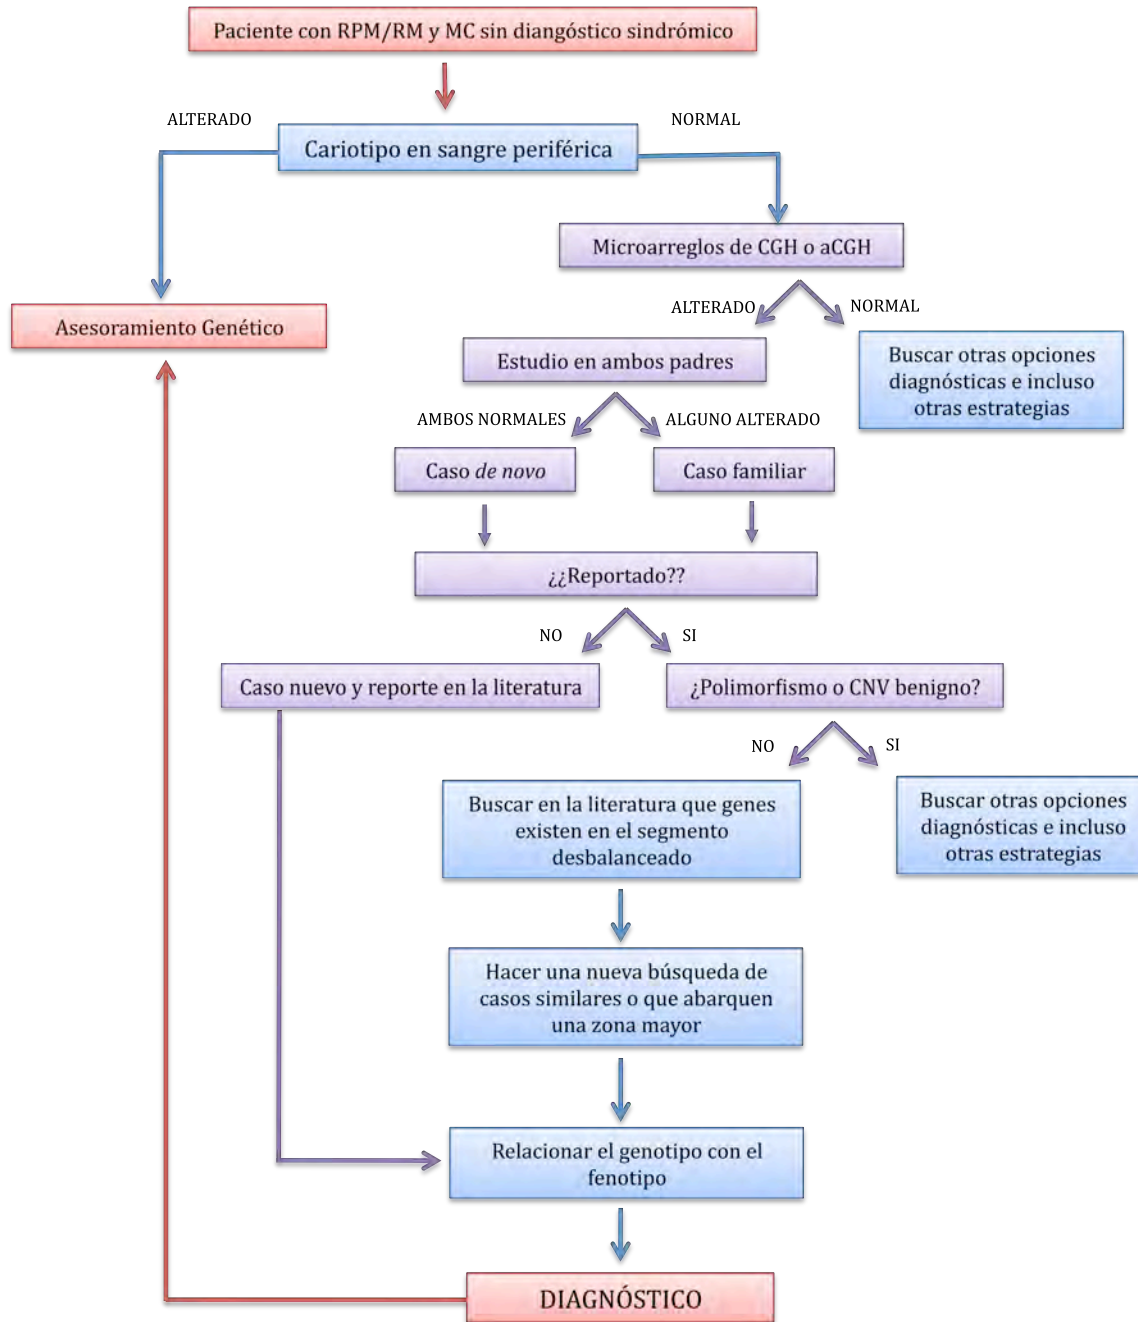 Paciente con RPM/RM y MC sin diangóstico sindrómico
ALTERADO
NORMAL
Cariotipo en sangre periférica
Microarreglos de CGH o aCGH
Asesoramiento Genético
ALTERADO
NORMAL
Estudio en ambos padres
Buscar otras opciones
diagnósticas e incluso
otras estrategias
AMBOS NORMALES
ALGUNO ALTERADO
Caso de novo
Caso familiar
¿¿Reportado??
NO
SI
Caso nuevo y reporte en la literatura
¿Polimorfismo o CNV benigno?
NO
SI
Buscar en la literatura que genes
existen en el segmento
desbalanceado
Buscar otras opciones
diagnósticas e incluso
otras estrategias
Hacer una nueva búsqueda de
casos similares o que abarquen
una zona mayor
Relacionar el genotipo con el
fenotipo
DIAGNÓSTICO